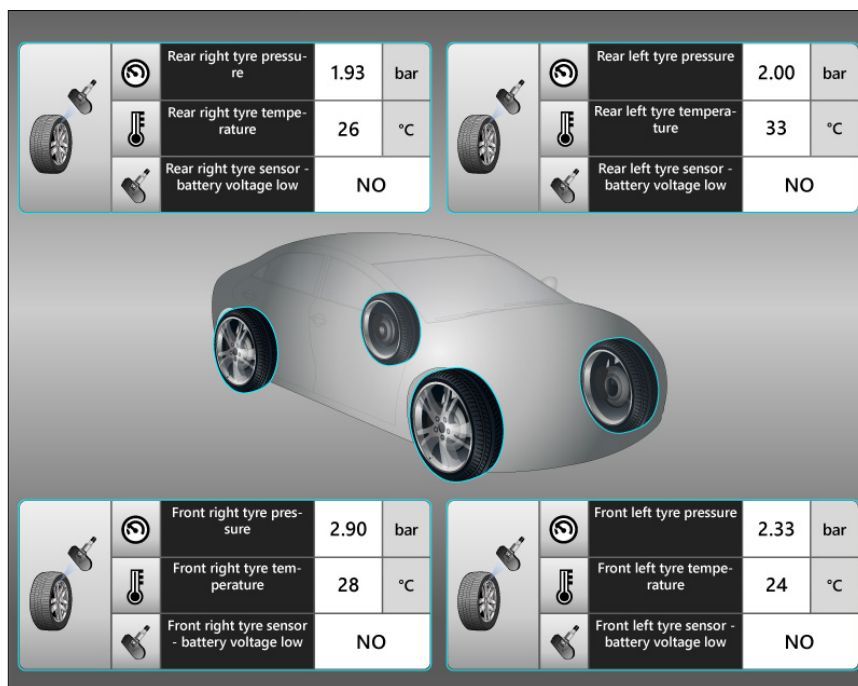 Rear right tyre pressu-
re
1.93
bar
Rear right tyre tempe-
rature
26
°C
Rear right tyre sensor -
battery voltage low
NO
Rear left tyre pressure
2.00
bar
Rear left tyre tempera-
ture
33
°C
Rear left tyre sensor -
battery voltage low
NO
Front right tyre pres-
sure
2.90
bar
Front right tyre tem-
perature
28
°C
Front right tyre sensor
- battery voltage low
NO
Front left tyre pressure
2.33
bar
Front left tyre tempe-
rature
24
°C
Front left tyre sensor -
battery voltage low
NO